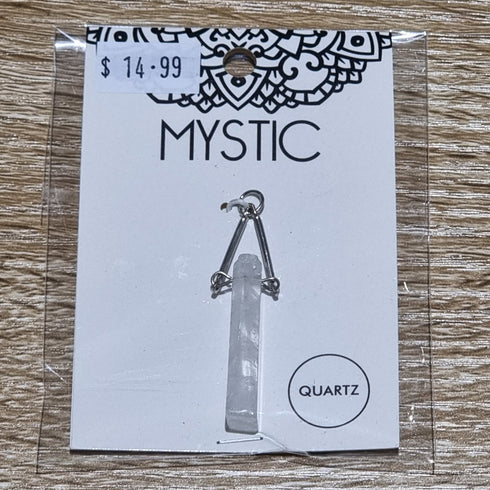 $ 14.99
MYSTIC
QUARTZ